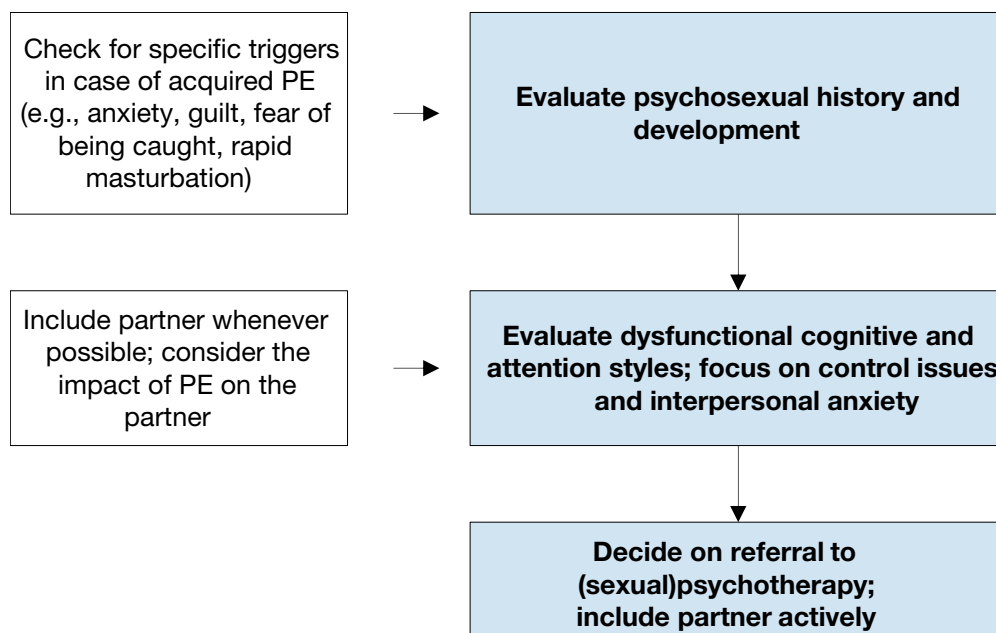 Check for specific triggers
in case of acquired PE
(e.g., anxiety, guilt, fear of
being caught, rapid
masturbation)
Evaluate psychosexual history and
development
Include partner whenever
possible; consider the
impact of PE on the
partner
Evaluate dysfunctional cognitive and
attention styles; focus on control issues
and interpersonal anxiety
Decide on referral to
(sexual)psychotherapy;
include partner actively